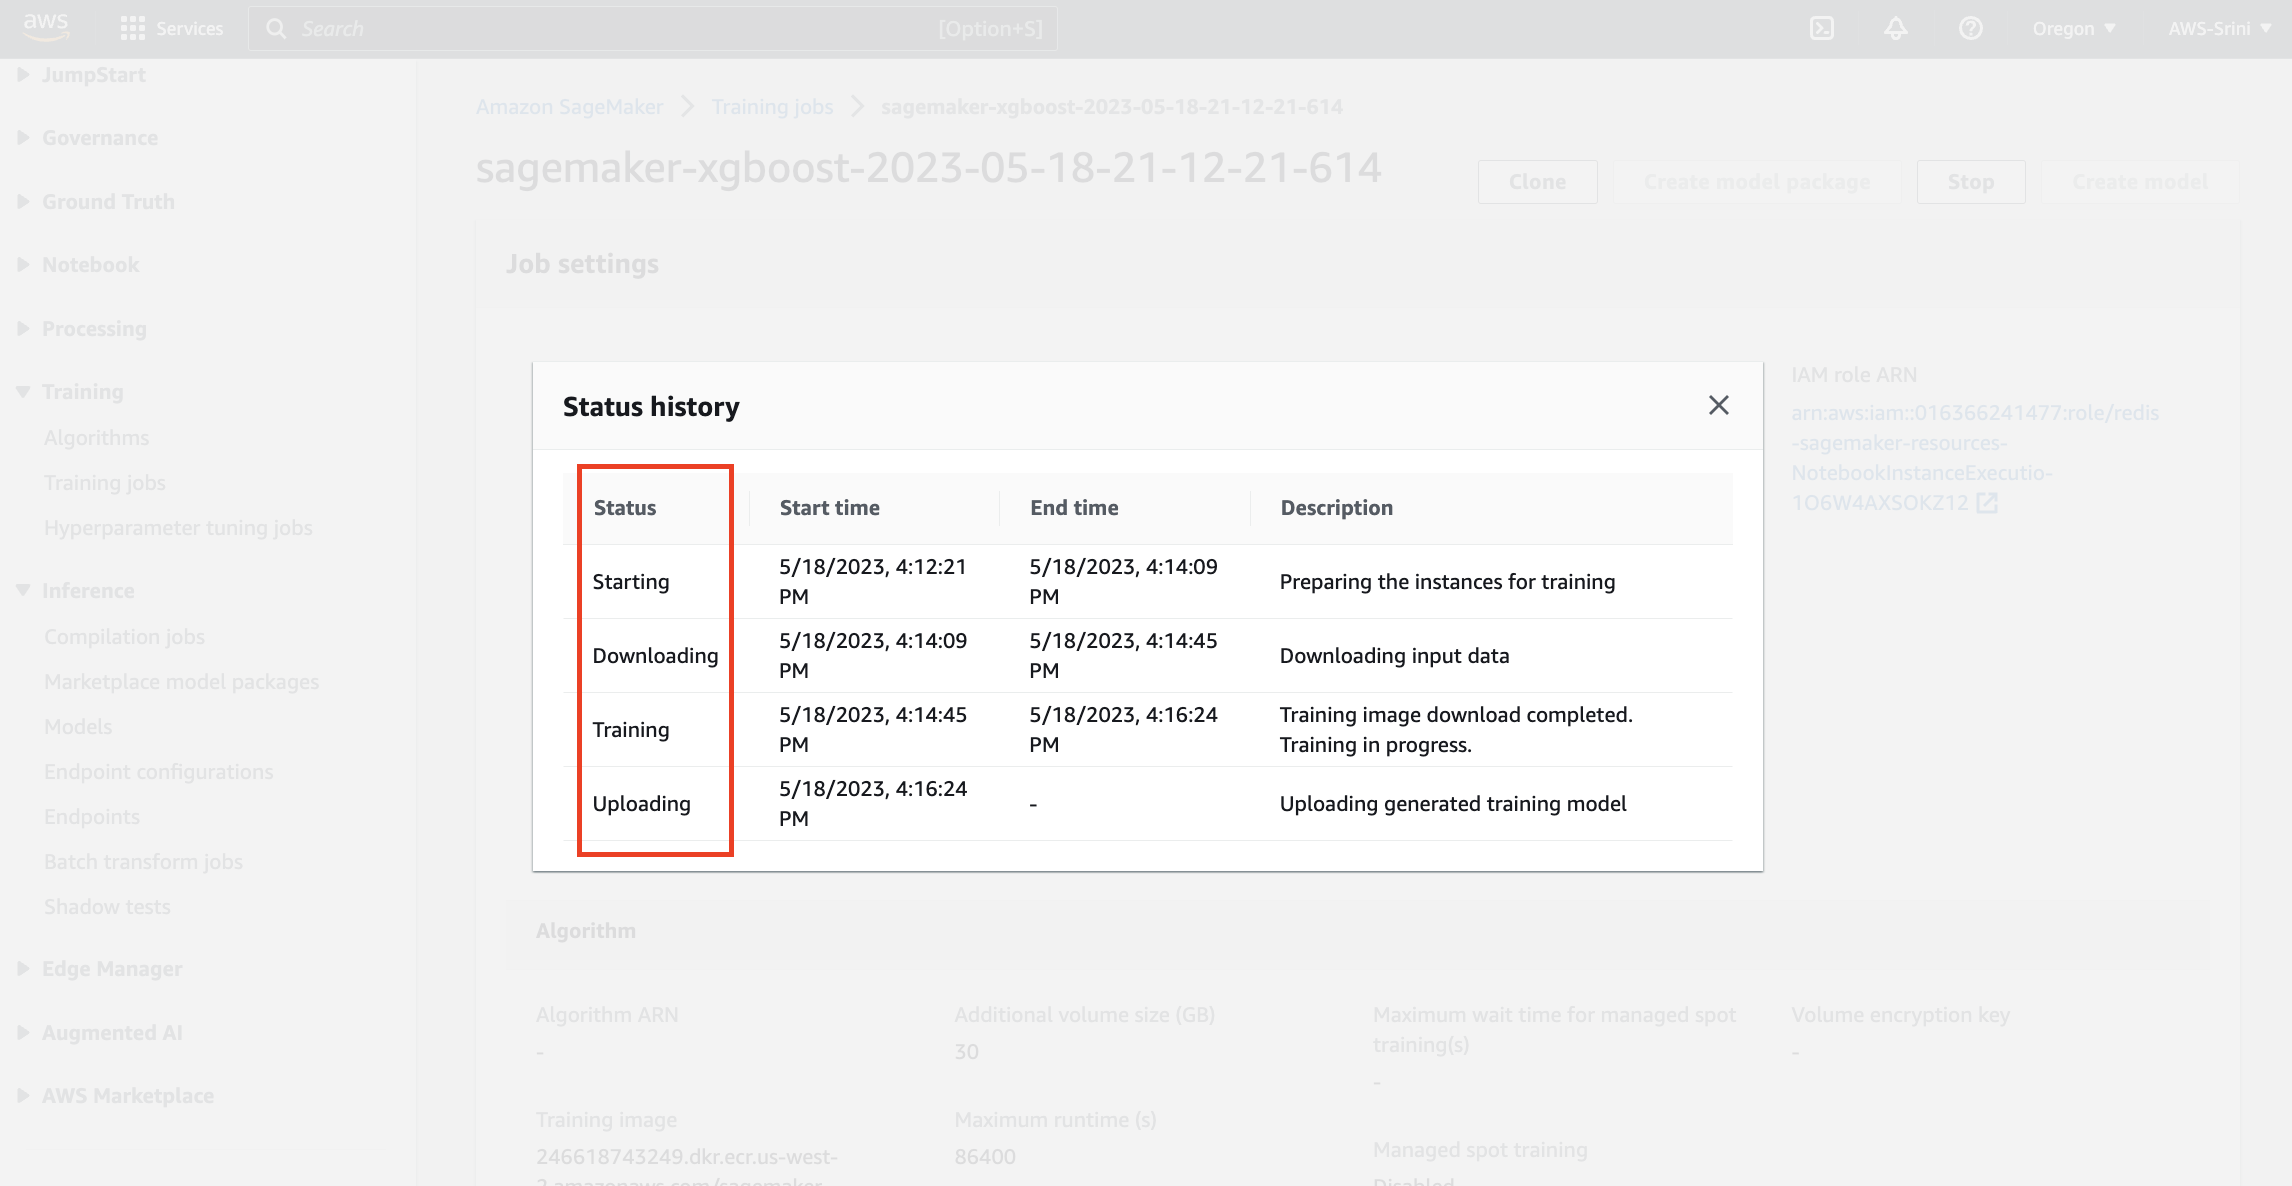 aws
Services
Search
[Option+S]
Oregon
AWS-Srini
JumpStart
Governance
Ground Truth
Notebook
Processing
Training
Algorithms
Training jobs
Hyperparameter tuning jobs
Inference
Compilation jobs
Marketplace model packages
Models
Endpoint configurations
Endpoints
Batch transform jobs
Shadow tests
Edge Manager
Augmented AI
AWS Marketplace
Amazon SageMaker
Training jobs
sagemaker-xgboost-2023-05-18-21-12-21-614
sagemaker-xgboost-2023-05-18-21-12-21-614
Clone
Create model package
Stop
Create model
Job settings
IAM role ARN
arn:aws:iam::016366241477:role/redis
-sagemaker-resources-
NotebookInstanceExecutio-
1O6W4AXSOKZ12
Status history
Status
Start time
End time
Description
Starting
5/18/2023, 4:12:21
PM
5/18/2023, 4:14:09
PM
Preparing the instances for training
Downloading
5/18/2023, 4:14:09
PM
5/18/2023, 4:14:45
PM
Downloading input data
Training
5/18/2023, 4:14:45
PM
5/18/2023, 4:16:24
PM
Training image download completed.
Training in progress.
Uploading
5/18/2023, 4:16:24
PM
-
Uploading generated training model
Algorithm
Algorithm ARN
-
Additional volume size (GB)
30
Maximum wait time for managed spot
training(s)
-
Volume encryption key
-
Training image
246618743249.dkr.ecr.us-west-
2.amazonaws.com/sagemaker-
Maximum runtime (s)
86400
Managed spot training
Disabled